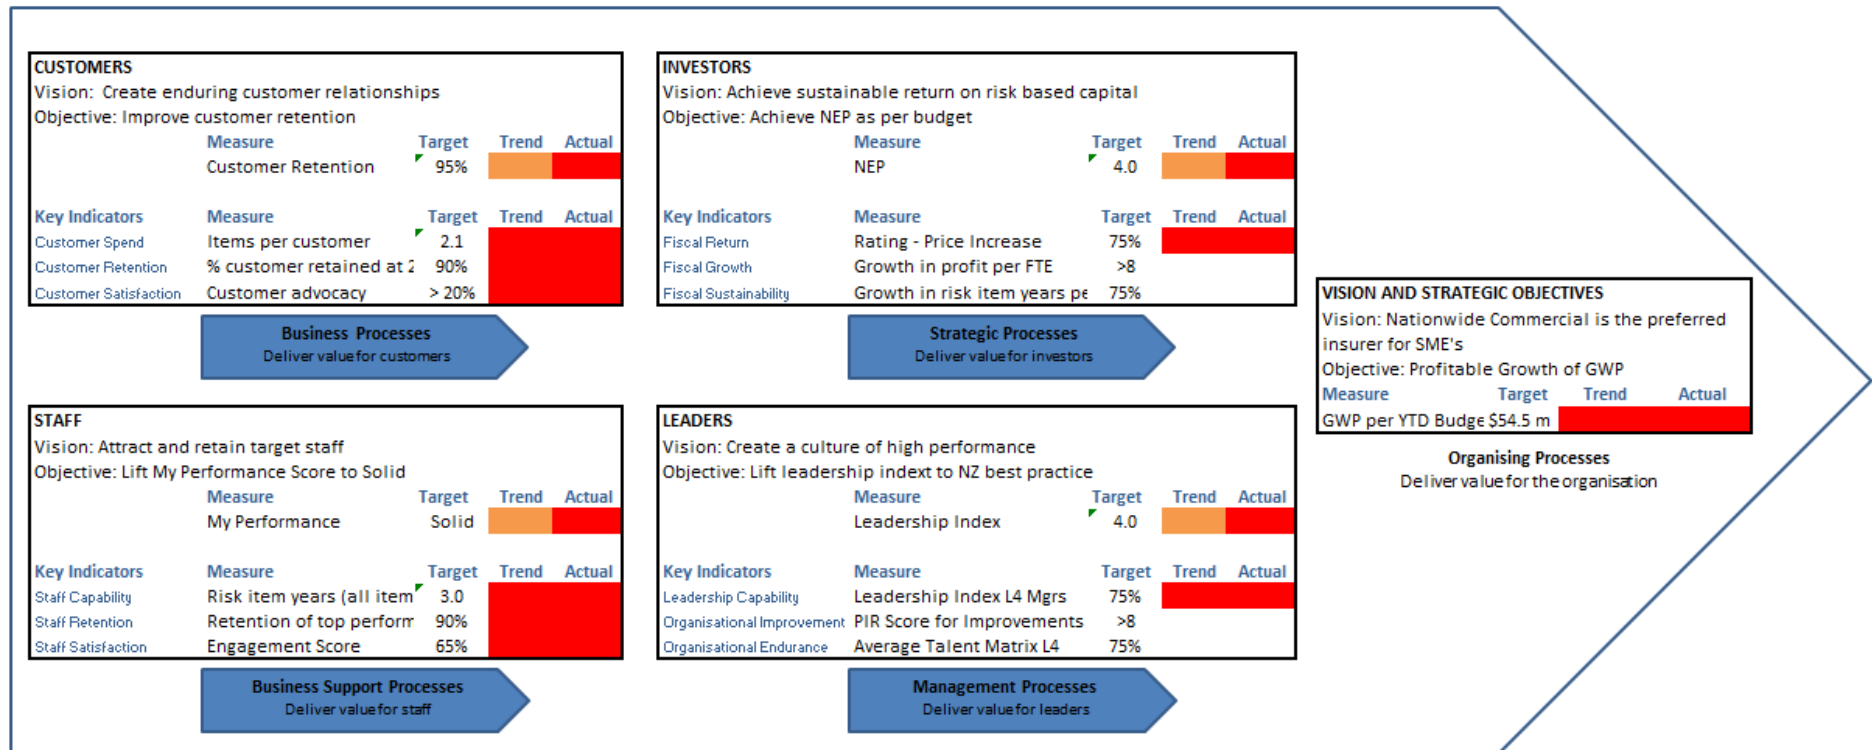 CUSTOMERS
Vision: Create enduring customer relationships
Objective: Improve customer retention
Measure Target Trend Actual
Customer Retention 95%
Key Indicators Measure Target Trend Actual
Customer Spend Items per customer 2.1
Customer Retention % customer retained at 2 90%
Customer Satisfaction Customer advocacy > 20%
Business Processes
Deliver value for customers
INVESTORS
Vision: Achieve sustainable return on risk based capital
Objective: Achieve NEP as per budget
Measure Target Trend Actual
NEP 4.0
Key Indicators Measure Target Trend Actual
Fiscal Return Rating - Price Increase 75%
Fiscal Growth Growth in profit per FTE >8
Fiscal Sustainability Growth in risk item years pe 75%
Strategic Processes
Deliver value for investors
STAFF
Vision: Attract and retain target staff
Objective: Lift My Performance Score to Solid
Measure Target Trend Actual
My Performance Solid
Key Indicators Measure Target Trend Actual
Staff Capability Risk item years (all item 3.0
Staff Retention Retention of top perform 90%
Staff Satisfaction Engagement Score 65%
Business Support Processes
Deliver value for staff
LEADERS
Vision: Create a culture of high performance
Objective: Lift leadership indext to NZ best practice
Measure Target Trend Actual
Leadership Index 4.0
Key Indicators Measure Target Trend Actual
Leadership Capability Leadership Index L4 Mgrs 75%
Organisational Improvement PIR Score for Improvements >8
Organisational Endurance Average Talent Matrix L4 75%
Management Processes
Deliver value for leaders
VISION AND STRATEGIC OBJECTIVES
Vision: Nationwide Commercial is the preferred
insurer for SME's
Objective: Profitable Growth of GWP
Measure Target Trend Actual
GWP per YTD Budge $54.5 m
Organising Processes
Deliver value for the organisation